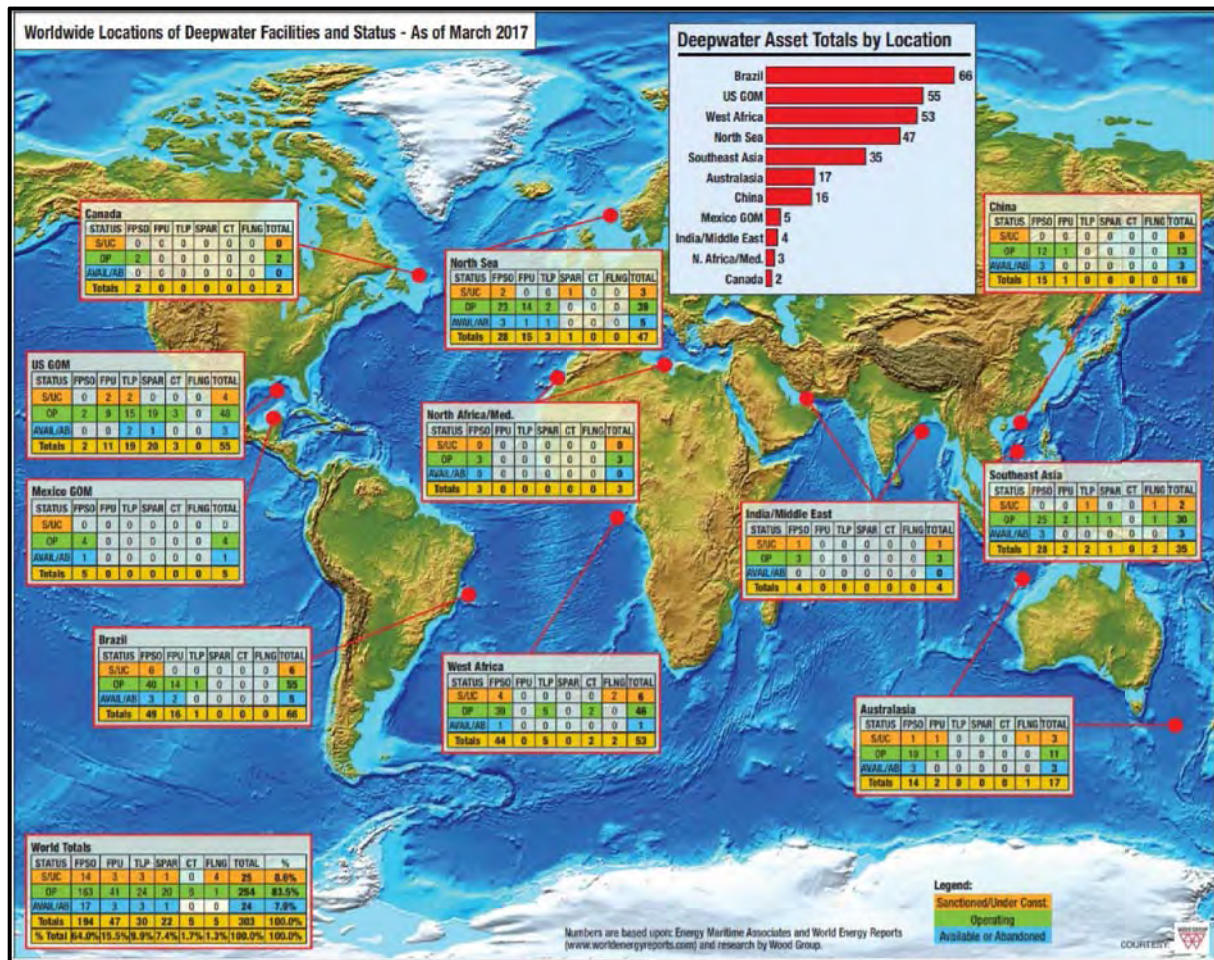 Worldwide Locations of Deepwater Facilities and Status - As of March 2017
Deepwater Asset Totals by Location
Brazil 66
US GOM 55
West Africa 53
North Sea 47
Southeast Asia 35
Australasia 17
China 16
Mexico GOM 5
India/Middle East 4
N. Africa/Med. 3
Canada 2
Canada
STATUS FPSO FPU TLP SPAR CT FLNG TOTAL
S/UC 0 0 0 0 0 0 0
OP 2 0 0 0 0 0 2
AVAIL/AB 0 0 0 0 0 0 0
Totals 2 0 0 0 0 0 2
North Sea
STATUS FPSO FPU TLP SPAR CT FLNG TOTAL
S/UC 2 0 0 1 0 0 3
OP 23 14 2 0 0 0 39
AVAIL/AB 3 1 1 0 0 0 5
Totals 28 15 3 1 0 0 47
China
STATUS FPSO FPU TLP SPAR CT FLNG TOTAL
S/UC 0 0 0 0 0 0 0
OP 12 1 0 0 0 0 13
AVAIL/AB 3 0 0 0 0 0 3
Totals 15 1 0 0 0 0 16
US GOM
STATUS FPSO FPU TLP SPAR CT FLNG TOTAL
S/UC 0 2 2 0 0 0 4
OP 2 9 15 19 3 0 48
AVAIL/AB 0 0 2 1 0 0 3
Totals 2 11 19 20 3 0 55
North Africa/Med.
STATUS FPSO FPU TLP SPAR CT FLNG TOTAL
S/UC 0 0 0 0 0 0 0
OP 3 0 0 0 0 0 3
AVAIL/AB 0 0 0 0 0 0 0
Totals 3 0 0 0 0 0 3
Mexico GOM
STATUS FPSO FPU TLP SPAR CT FLNG TOTAL
S/UC 0 0 0 0 0 0 0
OP 4 0 0 0 0 0 4
AVAIL/AB 1 0 0 0 0 0 1
Totals 5 0 0 0 0 0 5
India/Middle East
STATUS FPSO FPU TLP SPAR CT FLNG TOTAL
S/UC 1 0 0 0 0 0 1
OP 3 0 0 0 0 0 3
AVAIL/AB 0 0 0 0 0 0 0
Totals 4 0 0 0 0 0 4
Southeast Asia
STATUS FPSO FPU TLP SPAR CT FLNG TOTAL
S/UC 0 0 1 0 0 1 2
OP 25 2 1 1 0 1 30
AVAIL/AB 3 0 0 0 0 0 3
Totals 28 2 2 1 0 2 35
Brazil
STATUS FPSO FPU TLP SPAR CT FLNG TOTAL
S/UC 6 0 0 0 0 0 6
OP 40 14 1 0 0 0 55
AVAIL/AB 3 2 0 0 0 0 5
Totals 49 16 1 0 0 0 66
West Africa
STATUS FPSO FPU TLP SPAR CT FLNG TOTAL
S/UC 4 0 0 0 0 2 6
OP 39 0 5 0 2 0 46
AVAIL/AB 1 0 0 0 0 0 1
Totals 44 0 5 0 2 2 53
Australasia
STATUS FPSO FPU TLP SPAR CT FLNG TOTAL
S/UC 1 1 0 0 0 1 3
OP 10 1 0 0 0 0 11
AVAIL/AB 3 0 0 0 0 0 3
Totals 14 2 0 0 0 1 17
World Totals
STATUS FPSO FPU TLP SPAR CT FLNG TOTAL %
S/UC 14 3 3 1 0 4 25 8.6%
OP 163 41 24 20 5 1 254 83.5%
AVAIL/AB 17 3 3 1 0 0 24 7.9%
Totals 194 47 30 22 5 5 303 100.0%
% Total 64.0% 15.5% 9.9% 7.4% 1.7% 1.3% 100.0% 100.0%
Numbers are based upon: Energy Maritime Associates and World Energy Reports
(www.worldenergyreports.com) and research by Wood Group.
Legend:
Sanctioned/Under Const.
Operating
Available or Abandoned
COURTESY:
WOOD GROUP